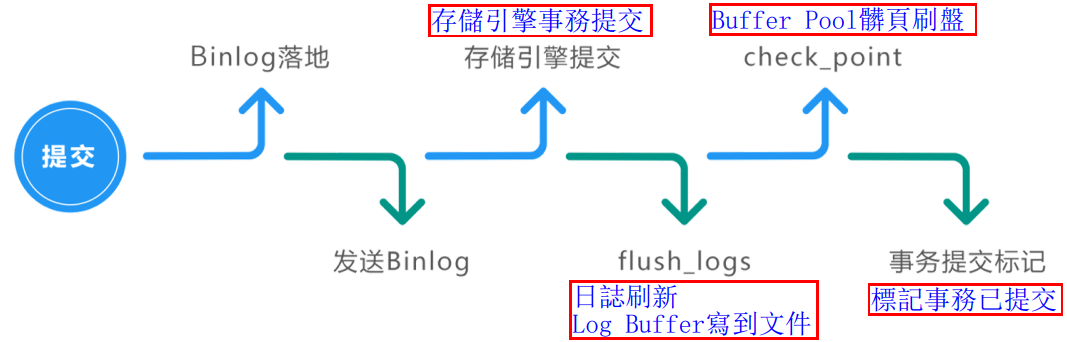 存儲引擎事務提交
Buffer Pool髒頁刷盤
Binlog落地
存储引擎提交
check_point
提交
发送Binlog
flush_logs
事务提交标记
日誌刷新
Log Buffer寫到文件
標記事務已提交